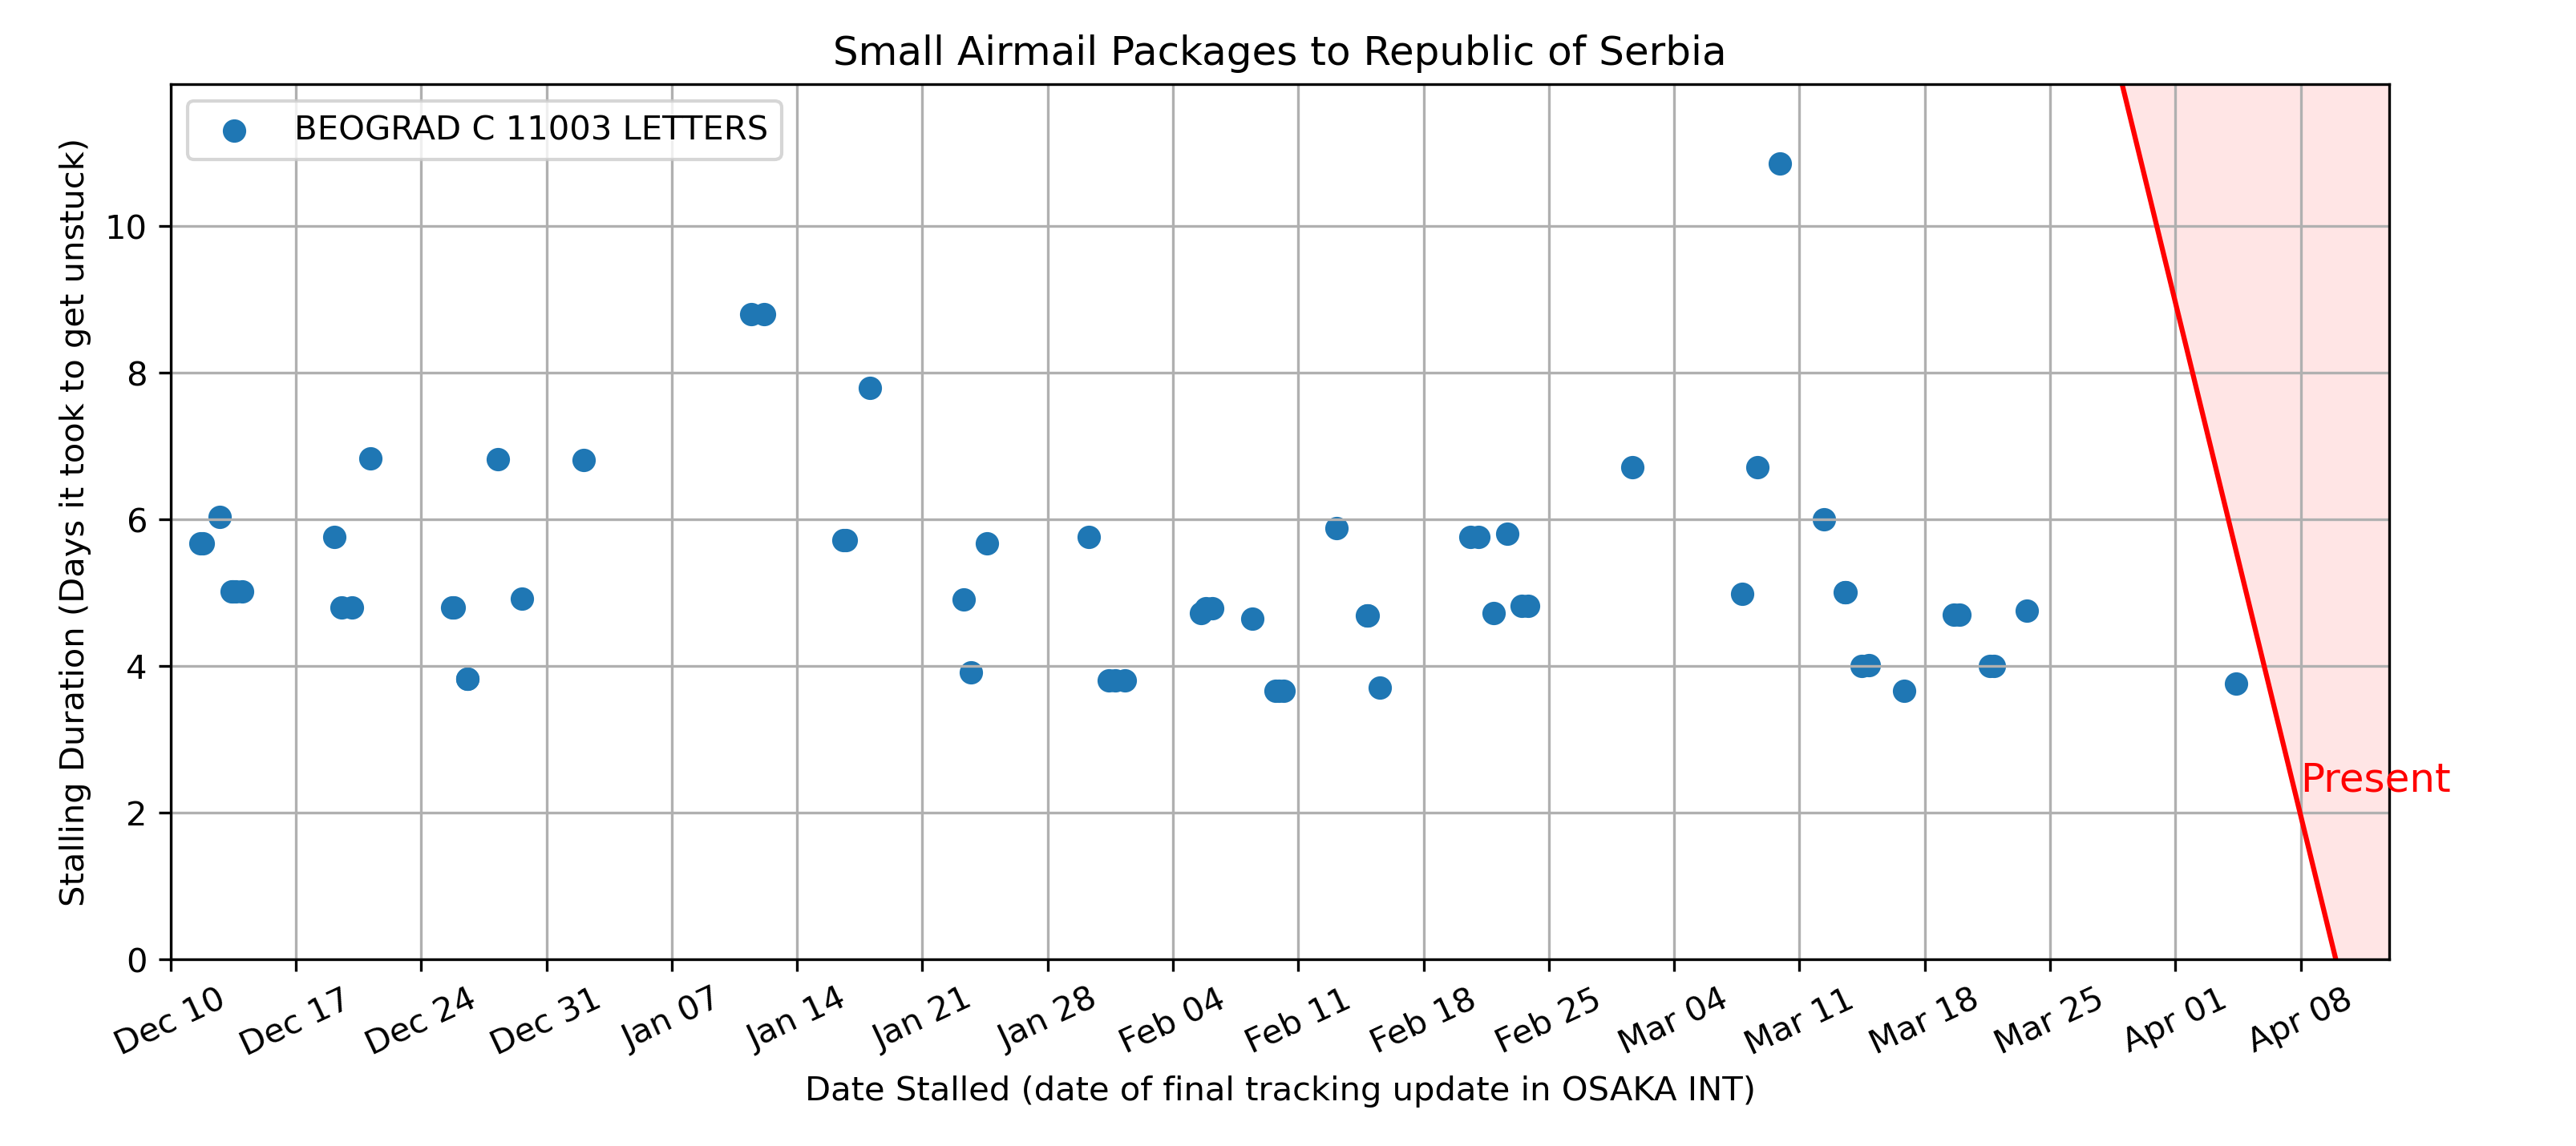 Small Airmail Packages to Republic of Serbia
BEOGRAD C 11003 LETTERS
Stalling Duration (Days it took to get unstuck)
10
8
6
4
2
0
Present
Dec 10
Dec 17
Dec 24
Dec 31
Jan 07
Jan 14
Jan 21
Jan 28
Feb 04
Feb 11
Feb 18
Feb 25
Mar 04
Mar 11
Mar 18
Mar 25
Apr 01
Apr 08
Date Stalled (date of final tracking update in OSAKA INT)